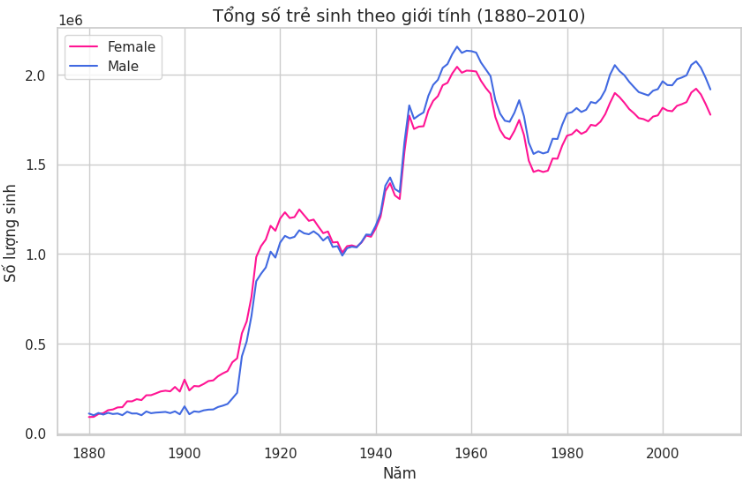 Tổng số trẻ sinh theo giới tính (1880–2010)
1e6
Female
Male
2.0
1.5
1.0
0.5
0.0
Số lượng sinh
1880 1900 1920 1940 1960 1980 2000
Năm